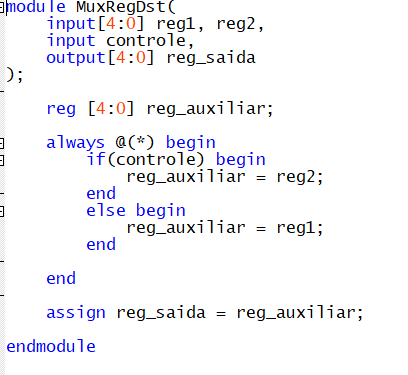 module MuxRegDst(
    input[4:0] reg1, reg2,
    input controle,
    output[4:0] reg_saida
);
    reg [4:0] reg_auxiliar;
    always @(*) begin
        if(controle) begin
            reg_auxiliar = reg2;
        end
        else begin
            reg_auxiliar = reg1;
        end
    end
    assign reg_saida = reg_auxiliar;
endmodule